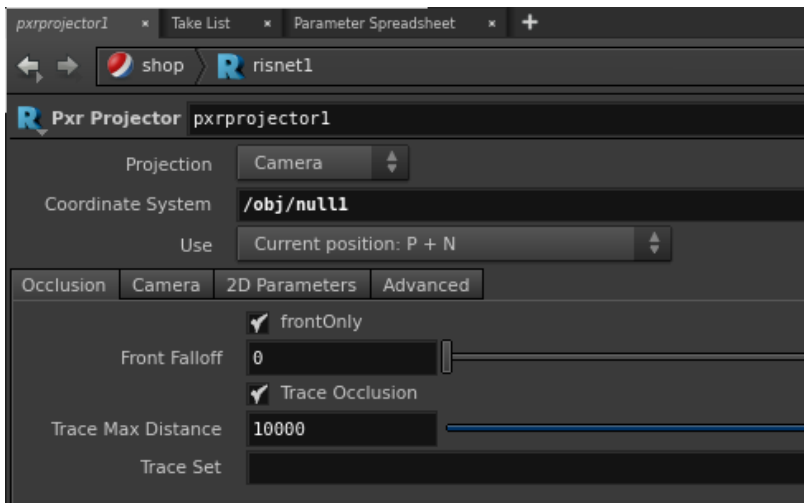 pxrprojector1 × Take List × Parameter Spreadsheet × +
shop R risnet1
R Pxr Projector pxrprojector1
Projection Camera
Coordinate System /obj/null1
Use Current position: P + N
Occlusion Camera 2D Parameters Advanced
frontOnly
Front Falloff 0
Trace Occlusion
Trace Max Distance 10000
Trace Set